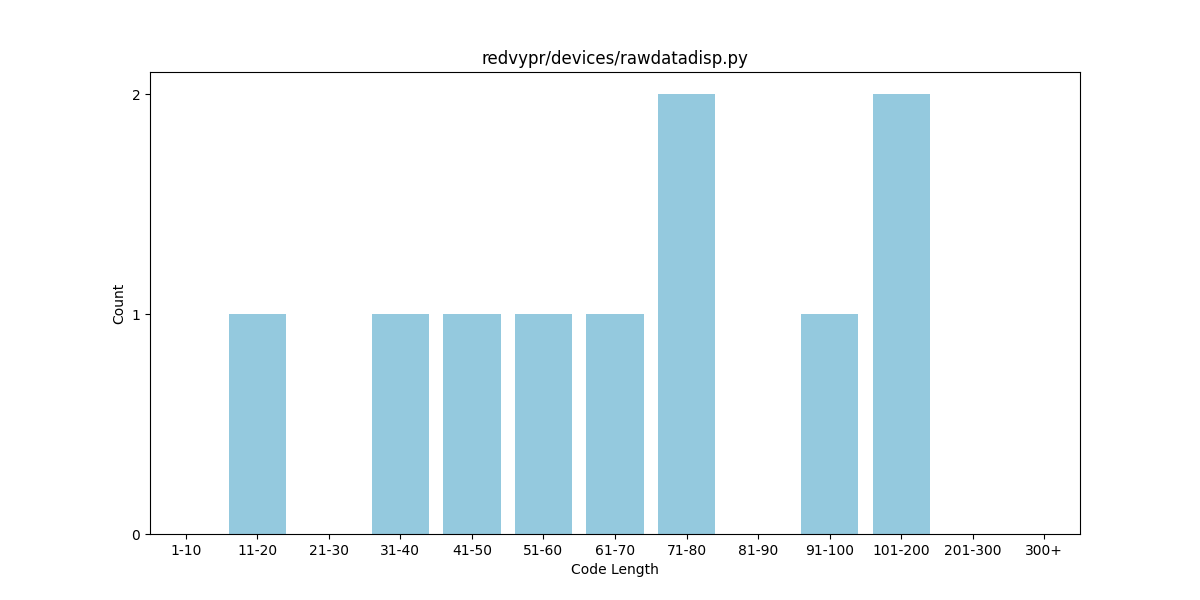 redvypr/devices/rawdatadisp.py
Count
2
1
0
1-10 11-20 21-30 31-40 41-50 51-60 61-70 71-80 81-90 91-100 101-200 201-300 300+
Code Length